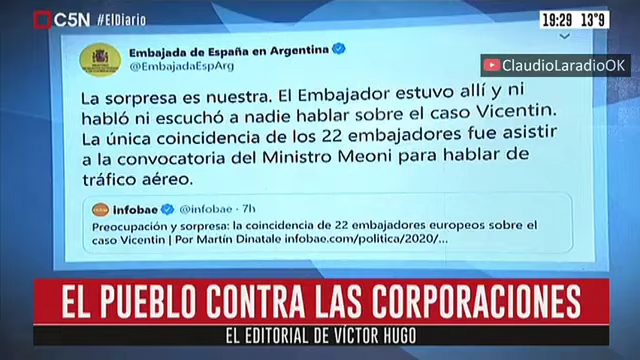 C5N #ElDiario
19:29 13°9
ClaudioLaradioOK
Embajada de España en Argentina
@EmbajadaEspArg
La sorpresa es nuestra. El Embajador estuvo allí y ni
habló ni escuchó a nadie hablar sobre el caso Vicentin.
La única coincidencia de los 22 embajadores fue asistir
a la convocatoria del Ministro Meoni para hablar de
tráfico aéreo.
infobae @infobae · 7h
Preocupación y sorpresa: la coincidencia de 22 embajadores europeos sobre el
caso Vicentin | Por Martín Dinatale infobae.com/politica/2020/...
EL PUEBLO CONTRA LAS CORPORACIONES
EL EDITORIAL DE VÍCTOR HUGO